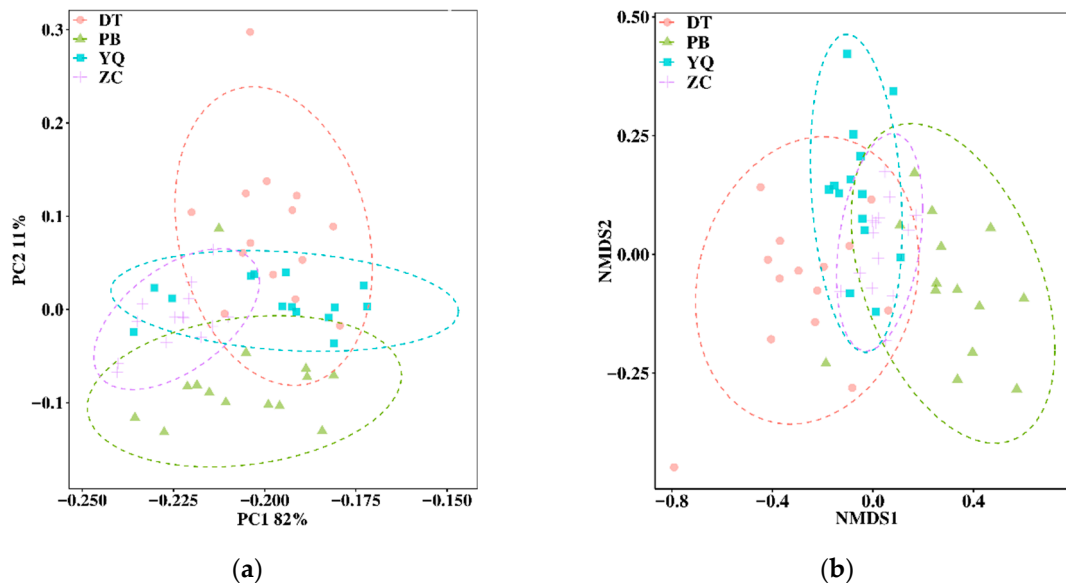 DT
PB
YQ
ZC
0.3
0.2
0.1
0.0
−0.1
PC2 11%
−0.250
−0.225
−0.200
−0.175
−0.150
PC1 82%
(a)
DT
PB
YQ
ZC
0.50
0.25
0.00
−0.25
NMDS2
−0.8
−0.4
0.0
0.4
NMDS1
(b)